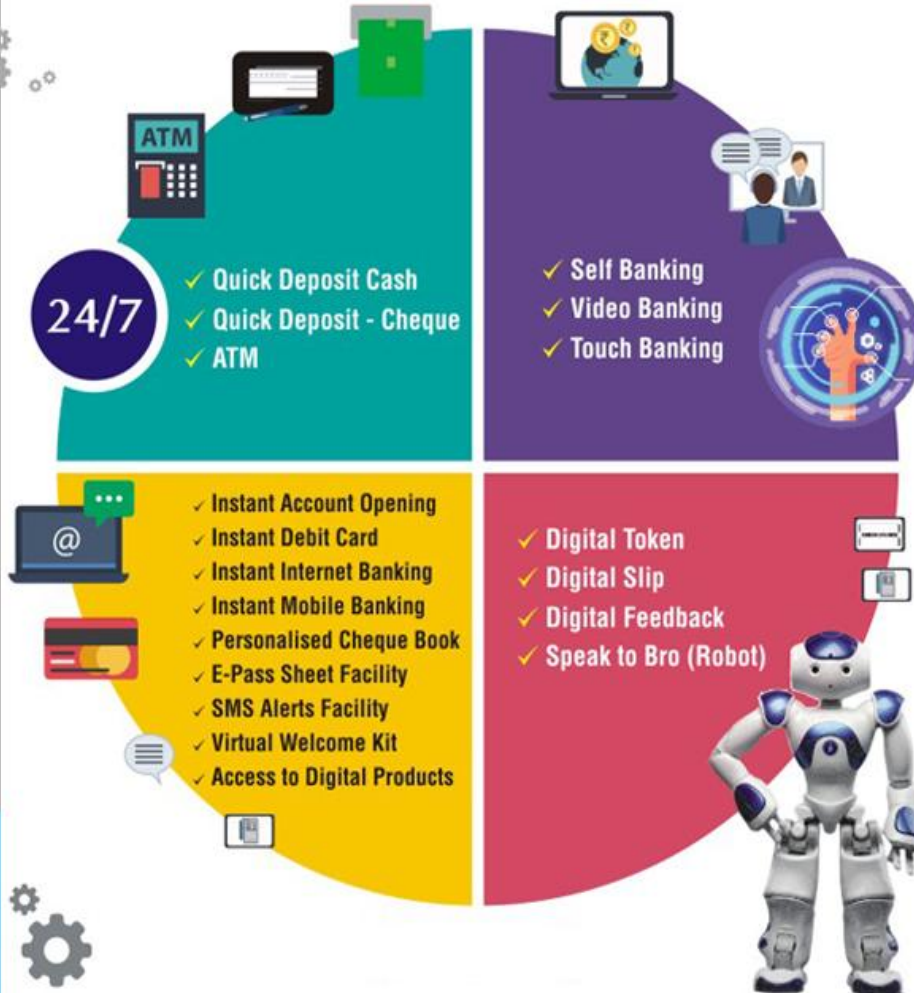 ATM
24/7
Quick Deposit Cash
Quick Deposit - Cheque
ATM
Self Banking
Video Banking
Touch Banking
@
Instant Account Opening
Instant Debit Card
Instant Internet Banking
Instant Mobile Banking
Personalised Cheque Book
E-Pass Sheet Facility
SMS Alerts Facility
Virtual Welcome Kit
Access to Digital Products
Digital Token
Digital Slip
Digital Feedback
Speak to Bro (Robot)